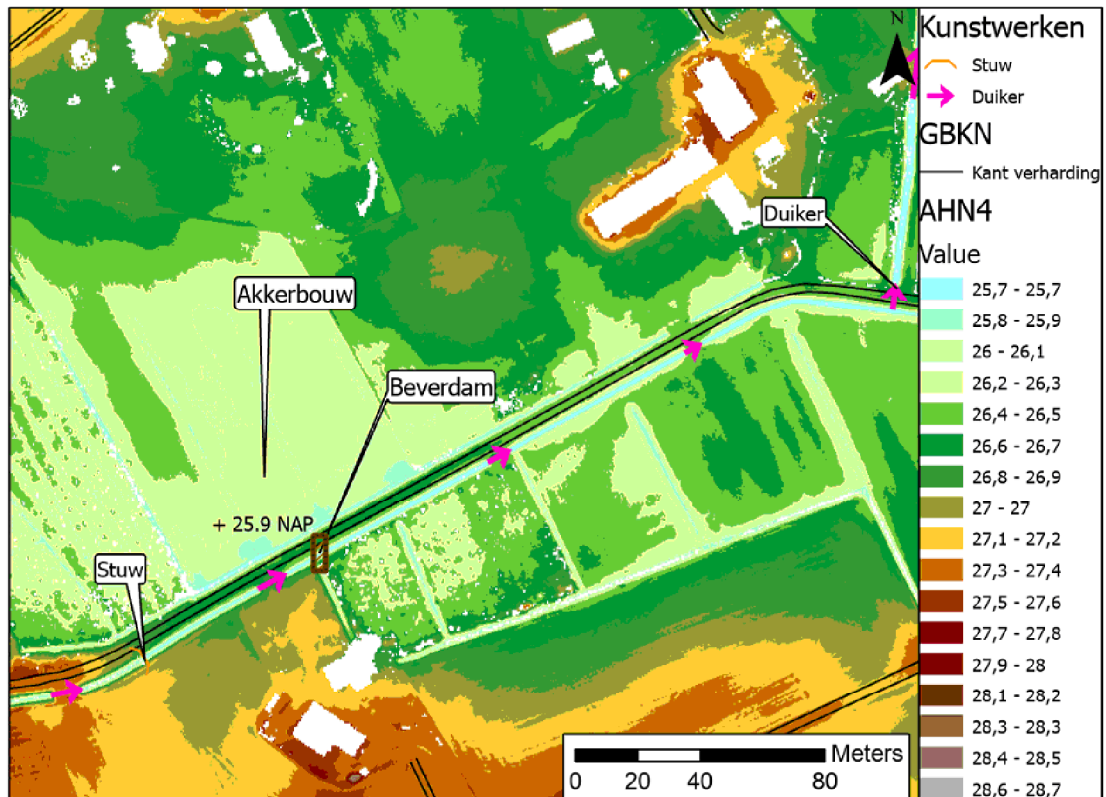 N
Duiker
Akkerbouw
Beverdam
+ 25.9 NAP
Stuw
Meters
0 20 40 80
Kunstwerken
Stuw
Duiker
GBKN
Kant verharding
AHN4
Value
25,7 - 25,7
25,8 - 25,9
26 - 26,1
26,2 - 26,3
26,4 - 26,5
26,6 - 26,7
26,8 - 26,9
27 - 27
27,1 - 27,2
27,3 - 27,4
27,5 - 27,6
27,7 - 27,8
27,9 - 28
28,1 - 28,2
28,3 - 28,3
28,4 - 28,5
28,6 - 28,7